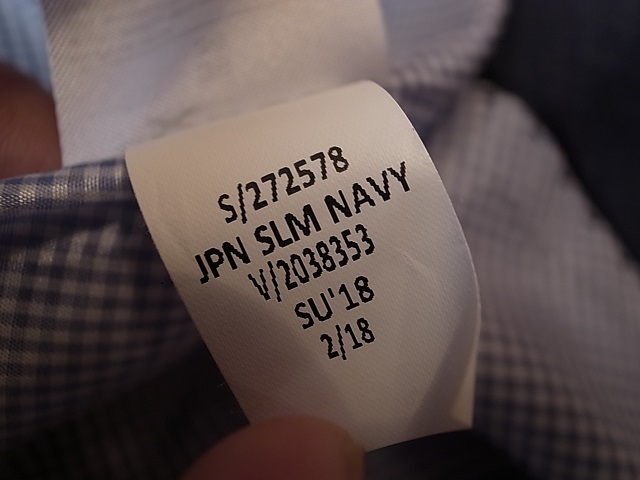 S/272578
JPN SLM NAVY
V/2038353
SU'18
2/18